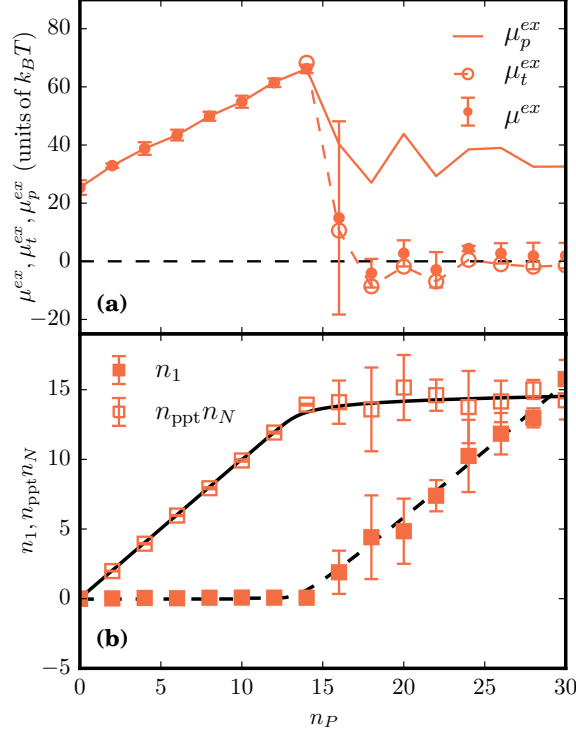 μ^{ex}, μ_t^{ex}, μ_p^{ex} (units of k_BT)
80
60
40
20
0
−20
μ_p^{ex}
μ_t^{ex}
μ^{ex}
(a)
n_1, n_{ppt}n_N
15
10
5
0
−5
n_1
n_{ppt}n_N
(b)
0 5 10 15 20 25 30
n_P